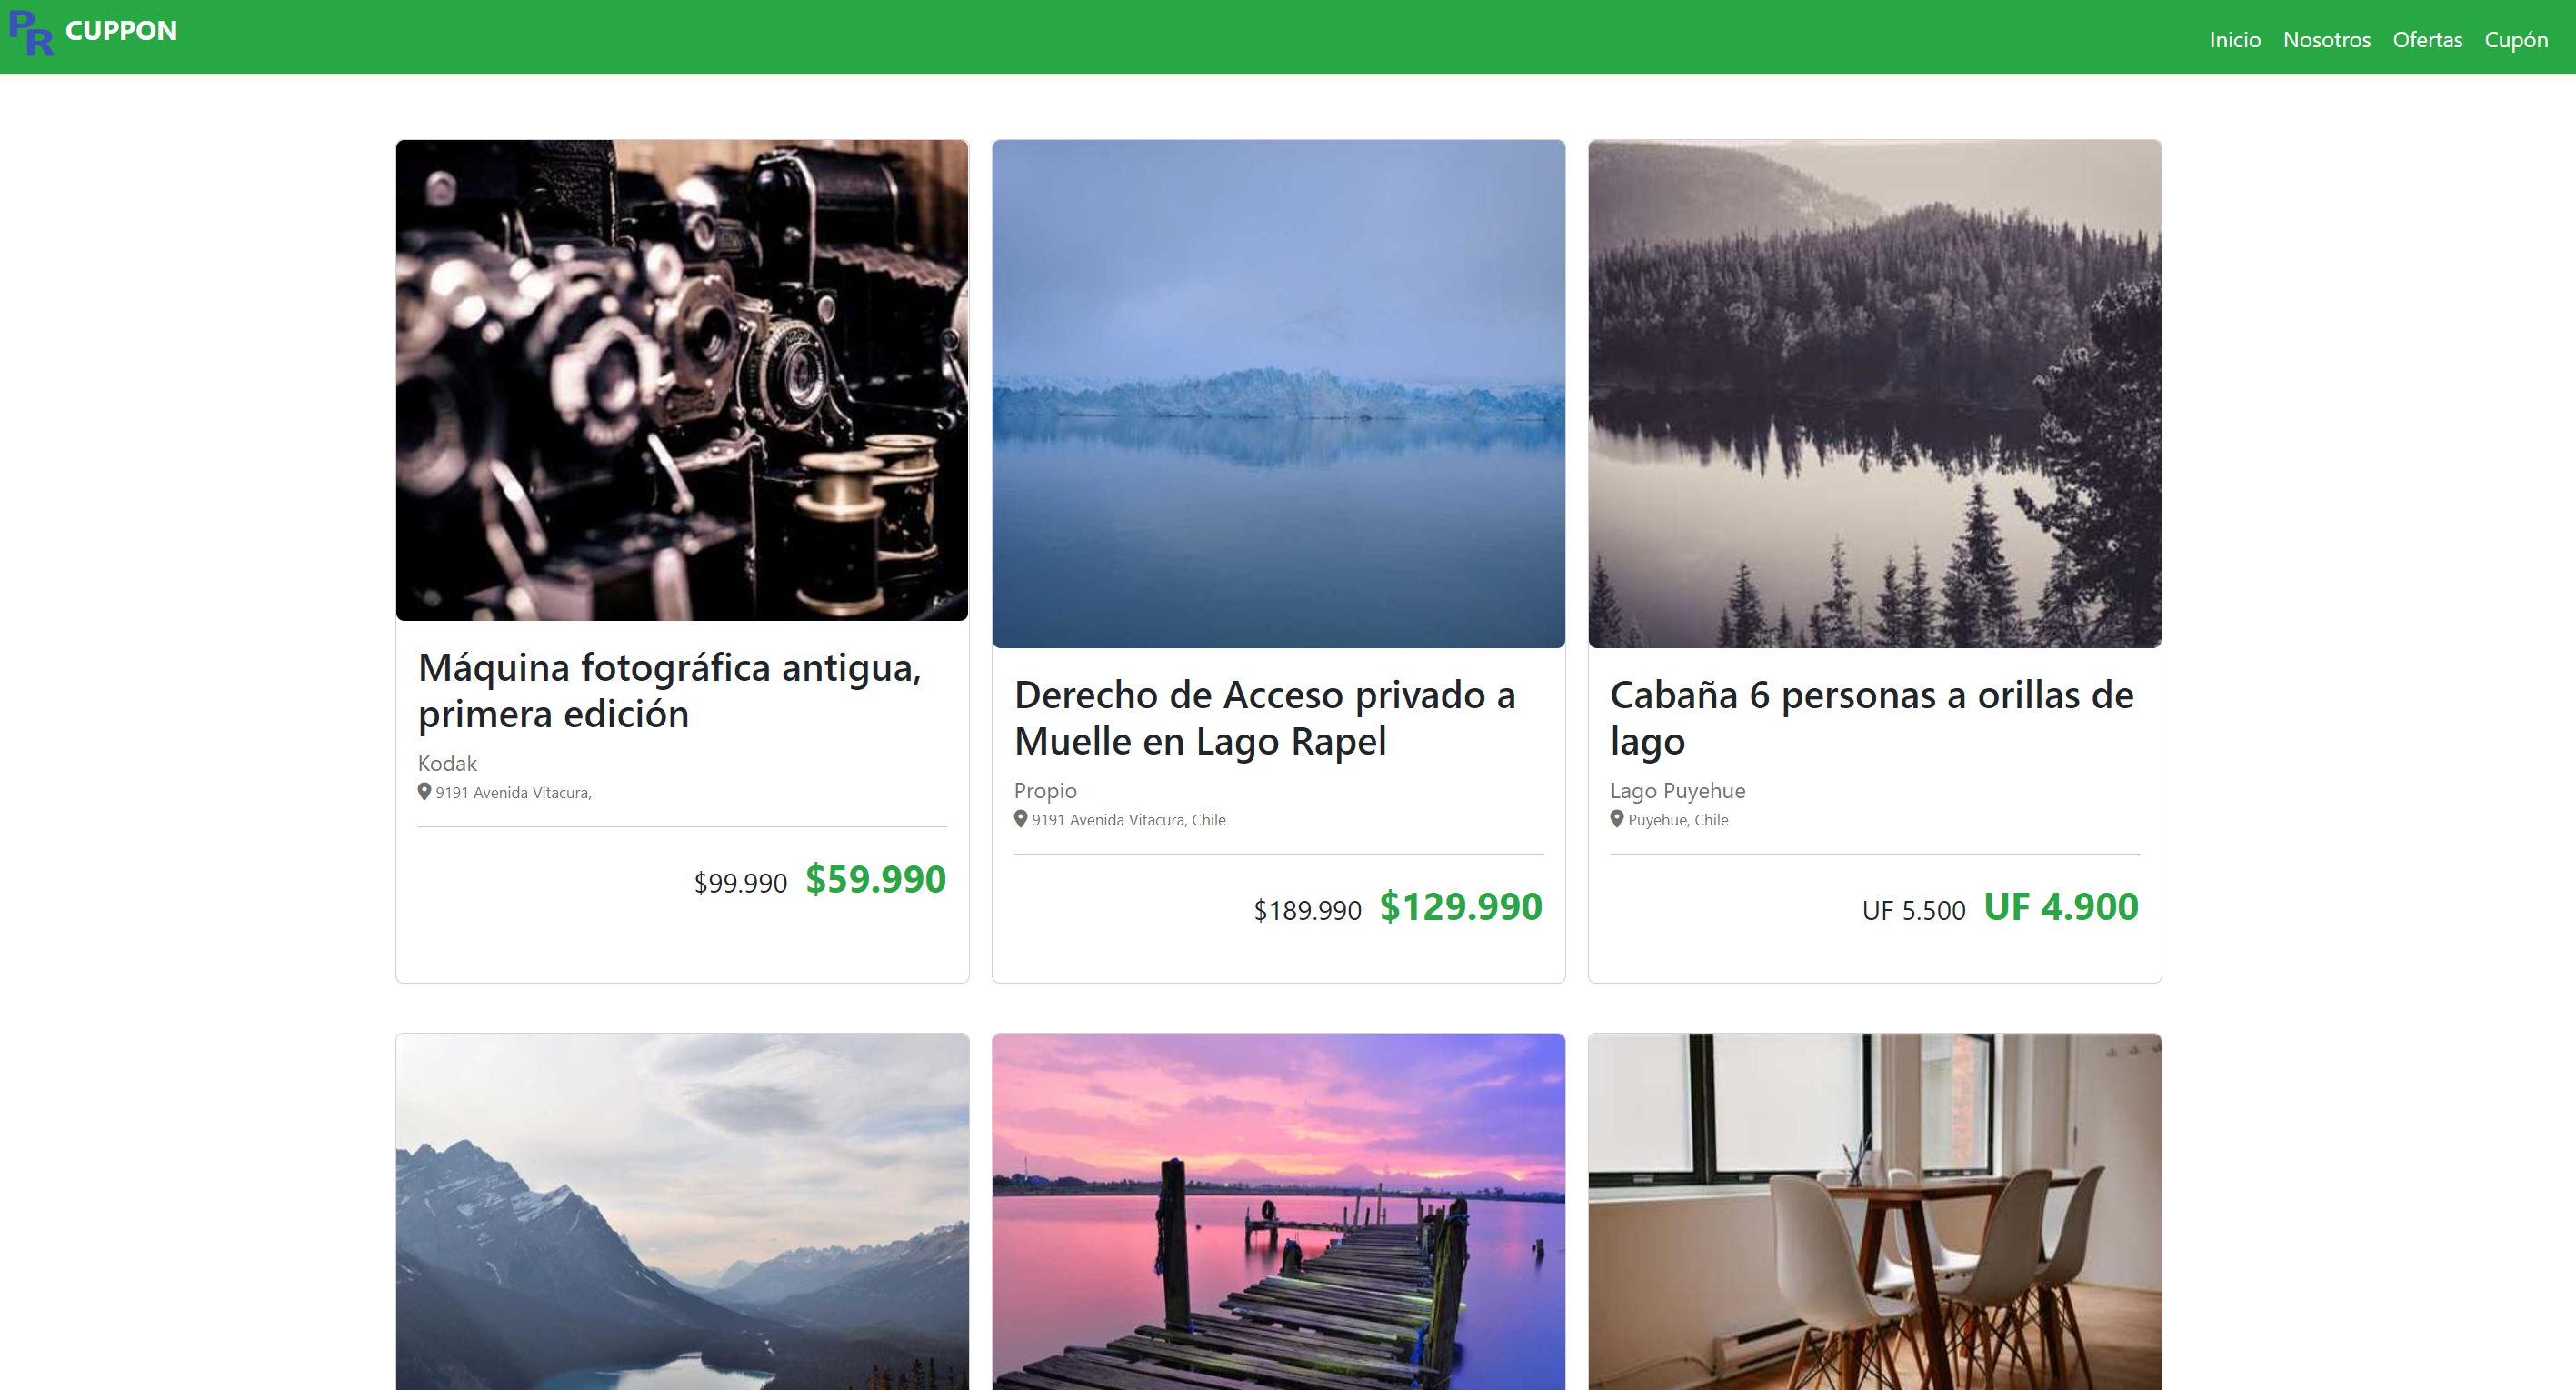 PR CUPPON
Inicio Nosotros Ofertas Cupón
Máquina fotográfica antigua,
primera edición
Kodak
9191 Avenida Vitacura,
$99.990 $59.990
Derecho de Acceso privado a
Muelle en Lago Rapel
Propio
9191 Avenida Vitacura, Chile
$189.990 $129.990
Cabaña 6 personas a orillas de
lago
Lago Puyehue
Puyehue, Chile
UF 5.500 UF 4.900